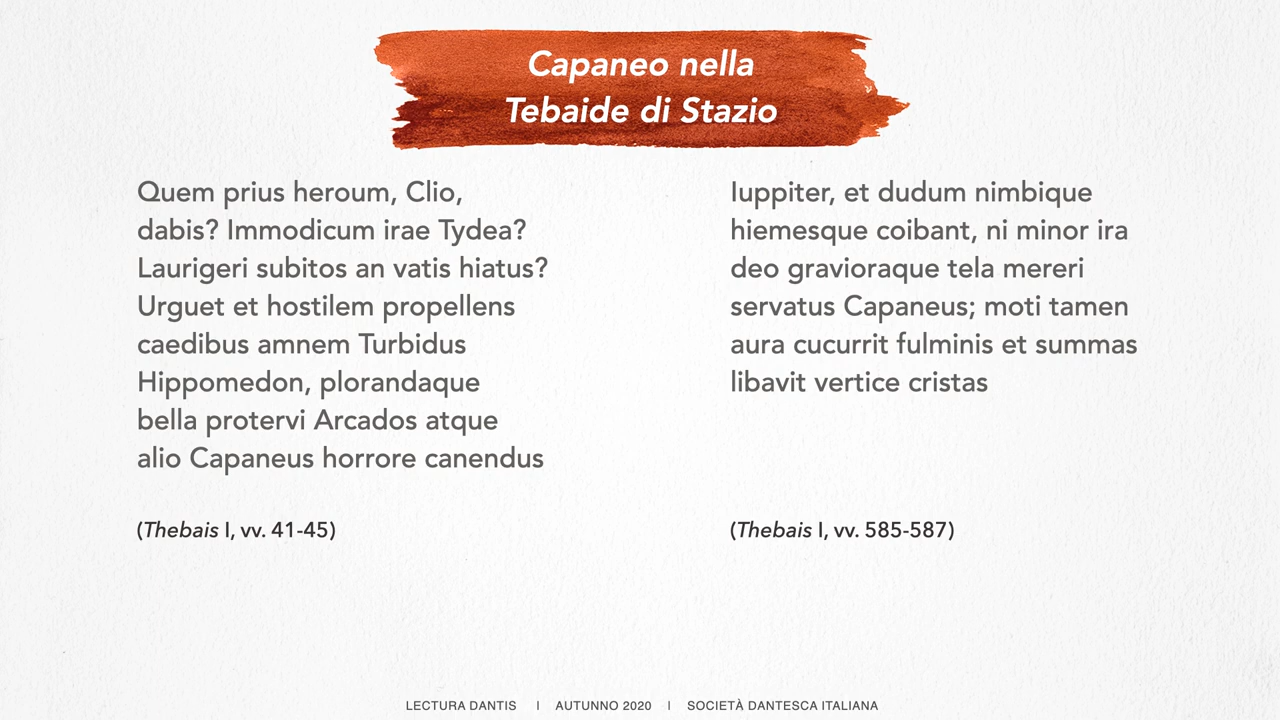 Capaneo nella
Tebaide di Stazio
Quem prius heroum, Clio,
dabis? Immodicum irae Tydea?
Laurigeri subitos an vatis hiatus?
Urguet et hostilem propellens
caedibus amnem Turbidus
Hippomedon, plorandaque
bella protervi Arcados atque
alio Capaneus horrore canendus
(Thebais I, vv. 41-45)
Iuppiter, et dudum nimbique
hiemesque coibant, ni minor ira
deo gravioraque tela mereri
servatus Capaneus; moti tamen
aura cucurrit fulminis et summas
libavit vertice cristas
(Thebais I, vv. 585-587)
LECTURA DANTIS I AUTUNNO 2020 I SOCIETÀ DANTESCA ITALIANA